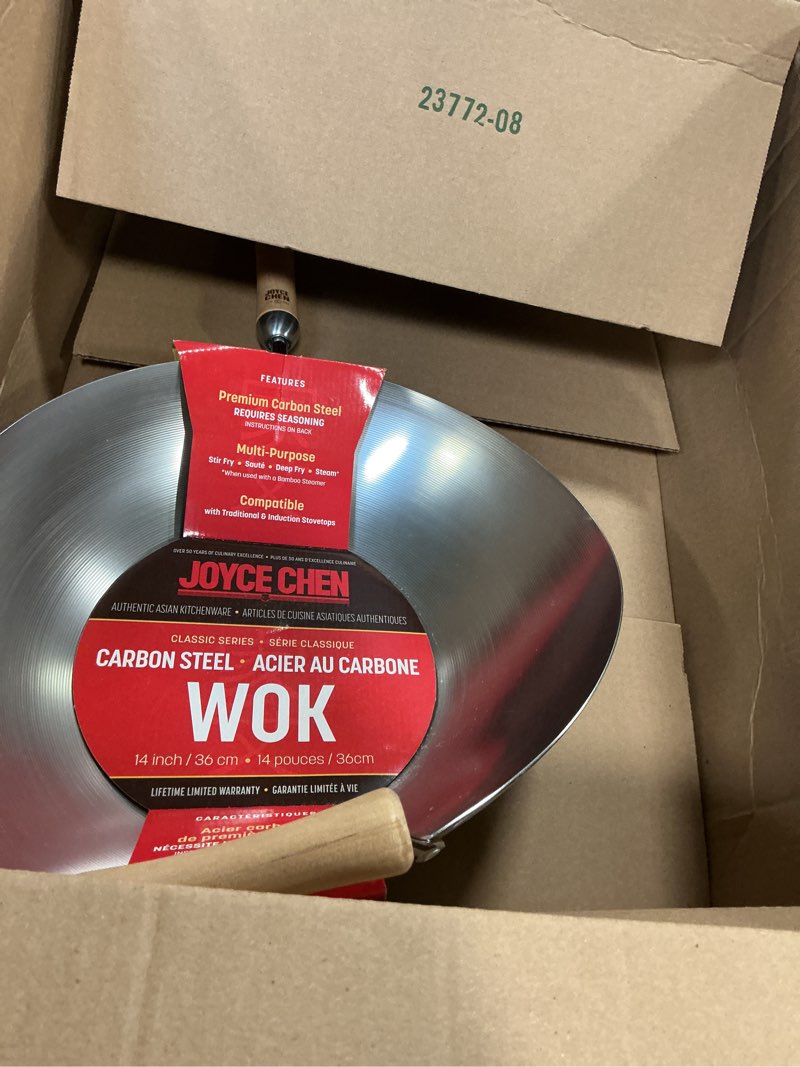 23772-08
JOYCE
CHEN
FEATURES
Premium Carbon Steel
REQUIRES SEASONING
INSTRUCTIONS ON BACK
Multi-Purpose
Stir Fry • Sauté • Deep Fry • Steam*
*When used with a Bamboo Steamer
Compatible
with Traditional & Induction Stovetops
OVER 50 YEARS OF CULINARY EXCELLENCE • PLUS DE 50 ANS D'EXCELLENCE CULINAIRE
JOYCE CHEN
AUTHENTIC ASIAN KITCHENWARE • ARTICLES DE CUISINE ASIATIQUES AUTHENTIQUES
CLASSIC SERIES • SÉRIE CLASSIQUE
CARBON STEEL • ACIER AU CARBONE
WOK
14 inch / 36 cm • 14 pouces / 36cm
LIFETIME LIMITED WARRANTY • GARANTIE LIMITÉE À VIE
CARACTÉRISTIQUES
Acier carb
de premiè
NÉCESSITE